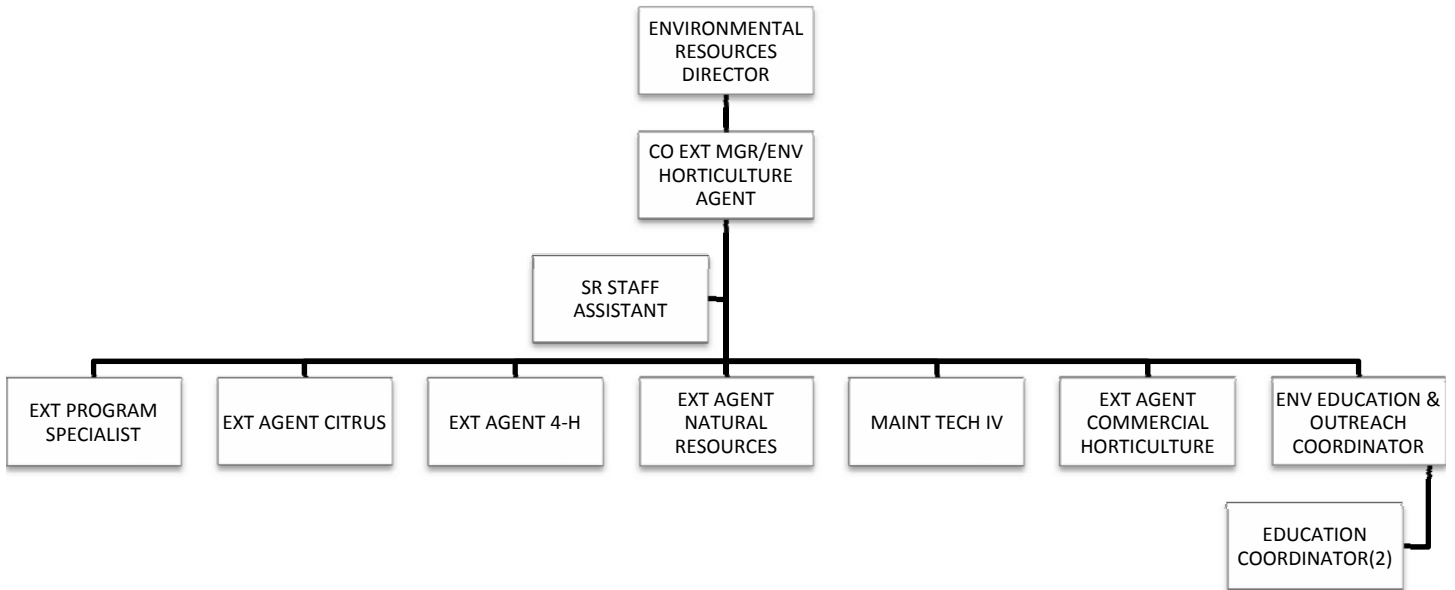 ENVIRONMENTAL
RESOURCES
DIRECTOR
CO EXT MGR/ENV
HORTICULTURE
AGENT
SR STAFF
ASSISTANT
EXT PROGRAM
SPECIALIST
EXT AGENT CITRUS
EXT AGENT 4-H
EXT AGENT
NATURAL
RESOURCES
MAINT TECH IV
EXT AGENT
COMMERCIAL
HORTICULTURE
ENV EDUCATION &
OUTREACH
COORDINATOR
EDUCATION
COORDINATOR(2)